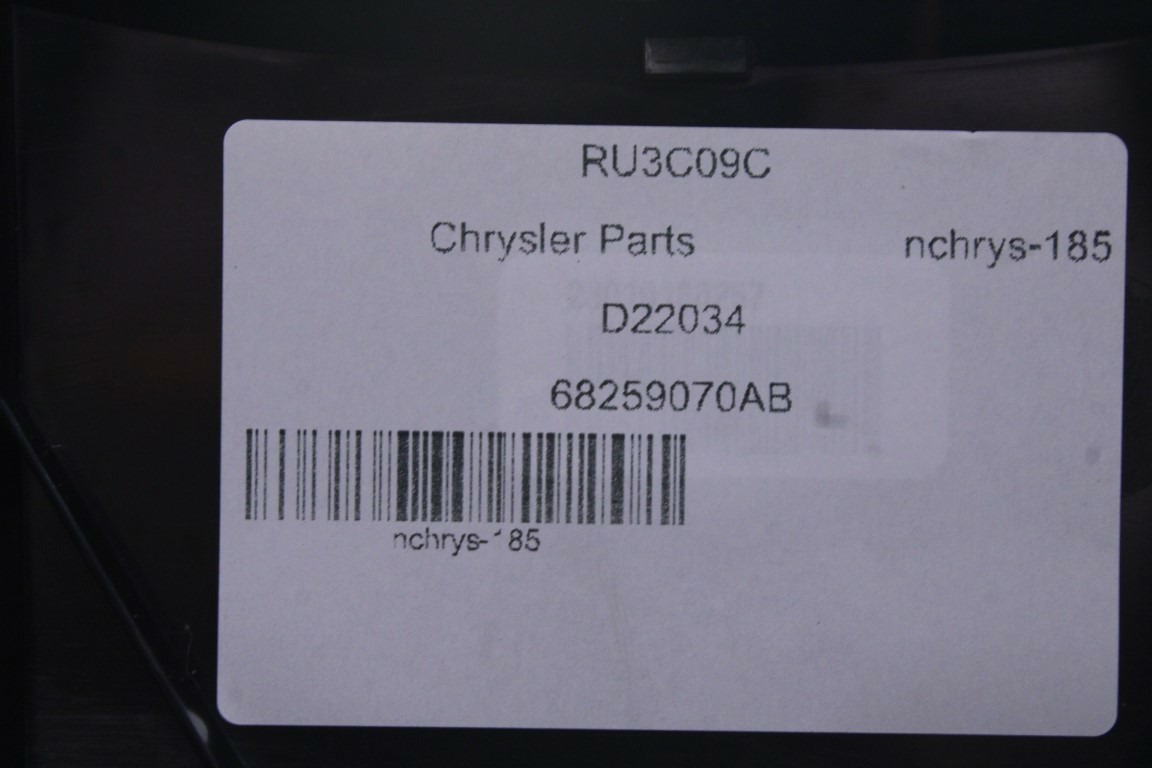 RU3C09C
Chrysler Parts nchrys-185
D22034
68259070AB
nchrys-185